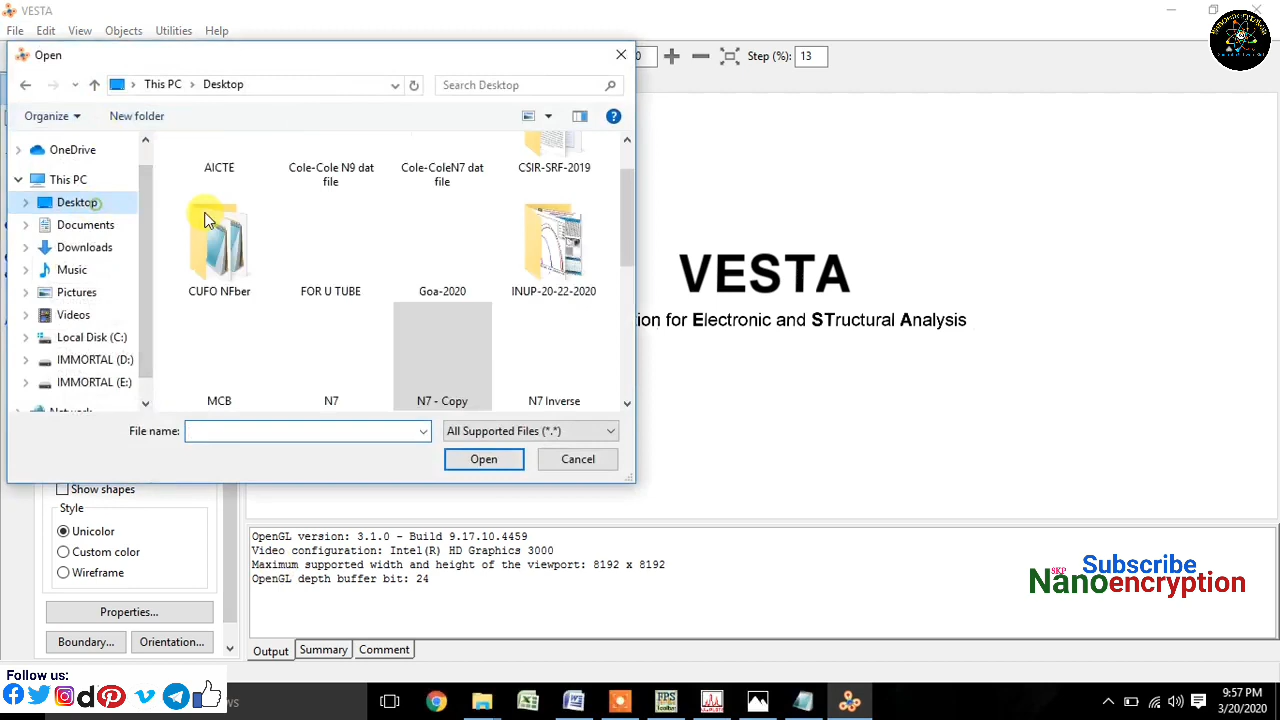 VESTA
File Edit View Objects Utilities Help
Open
0 Step (%): 13
This PC Desktop
Search Desktop
Organize New folder
OneDrive
This PC
Desktop
Documents
Downloads
Music
Pictures
Videos
Local Disk (C:)
IMMORTAL (D:)
IMMORTAL (E:)
Network
AICTE
Cole-Cole N9 dat file
Cole-ColeN7 dat file
CSIR-SRF-2019
CUFO NFber
FOR U TUBE
Goa-2020
INUP-20-22-2020
MCB
N7
N7 - Copy
N7 Inverse
File name:
All Supported Files (*.*)
Open
Cancel
VESTA
ion for Electronic and STructural Analysis
Show shapes
Style
Unicolor
Custom color
Wireframe
Properties...
Boundary... Orientation...
OpenGL version: 3.1.0 - Build 9.17.10.4459
Video configuration: Intel(R) HD Graphics 3000
Maximum supported width and height of the viewport: 8192 x 8192
OpenGL depth buffer bit: 24
Output Summary Comment
Subscribe
SKP
Nanoencryption
Follow us:
ws
9:57 PM
3/20/2020